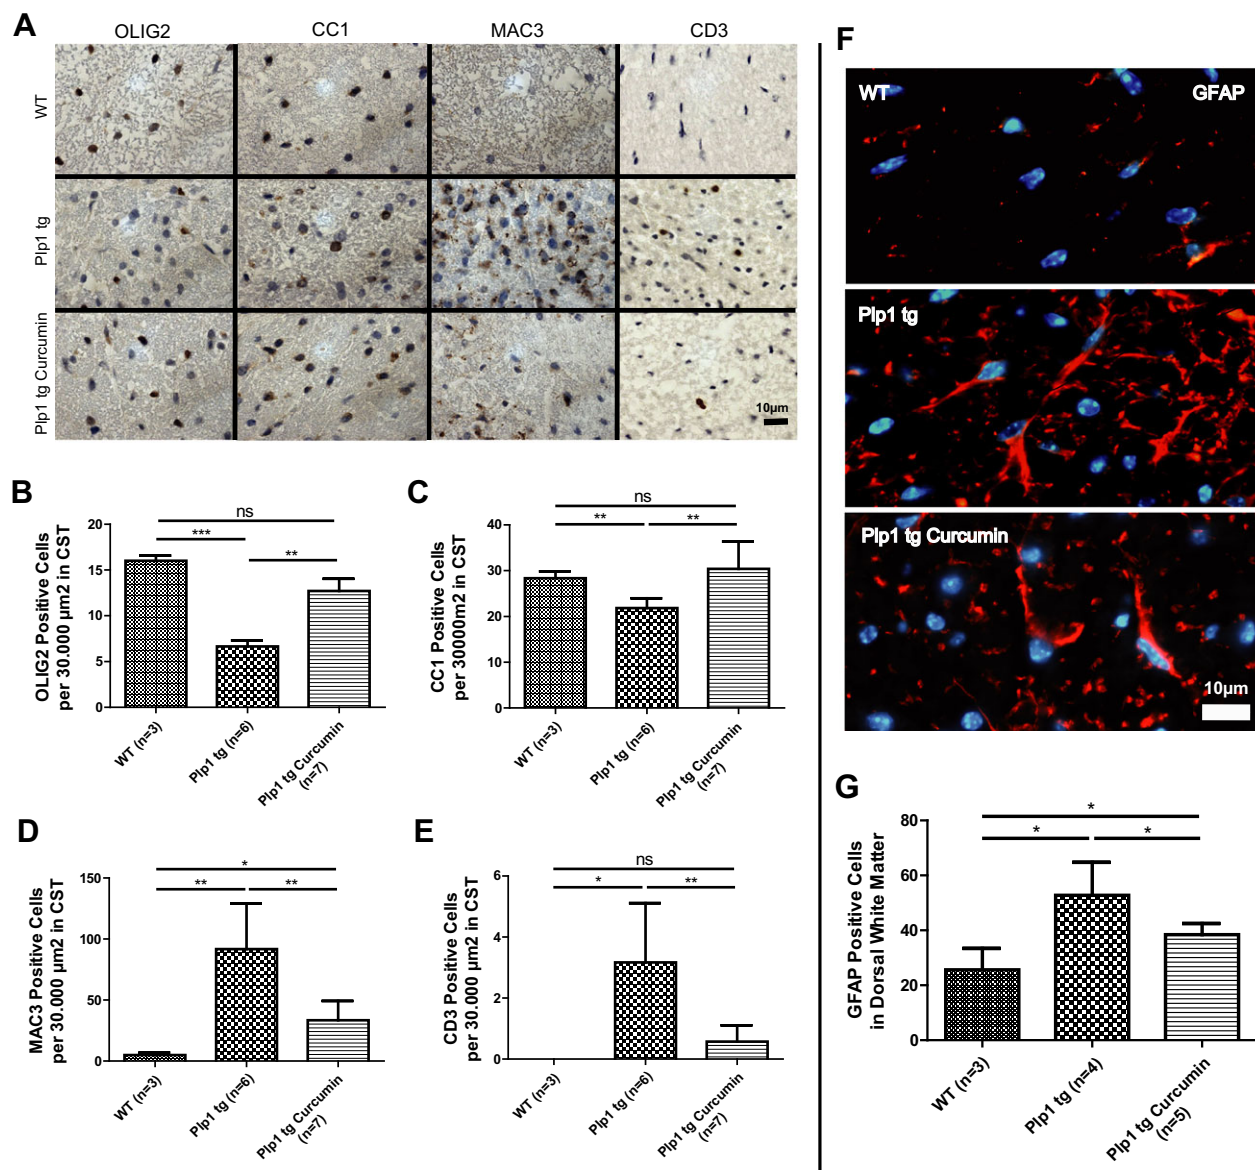 A
OLIG2 CC1 MAC3 CD3
WT
Plp1 tg
Plp1 tg Curcumin
10µm
B
OLIG2 Positive Cells
per 30.000 µm2 in CST
20
15
10
5
0
ns
***
**
WT (n=3)
Plp1 tg (n=6)
Plp1 tg Curcumin
(n=7)
C
CC1 Positive Cells
per 3000m2 in CST
40
30
20
10
0
ns
**
**
WT (n=3)
Plp1 tg (n=6)
Plp1 tg Curcumin
(n=7)
D
MAC3 Positive Cells
per 30.000 µm2 in CST
150
100
50
0
*
**
**
WT (n=3)
Plp1 tg (n=6)
Plp1 tg Curcumin
(n=7)
E
CD3 Positive Cells
per 30.000 µm2 in CST
6
4
2
0
ns
*
**
WT (n=3)
Plp1 tg (n=6)
Plp1 tg Curcumin
(n=7)
F
WT GFAP
Plp1 tg
Plp1 tg Curcumin
10µm
G
GFAP Positive Cells
in Dorsal White Matter
80
60
40
20
0
*
*
*
WT (n=3)
Plp1 tg (n=4)
Plp1 tg Curcumin
(n=5)